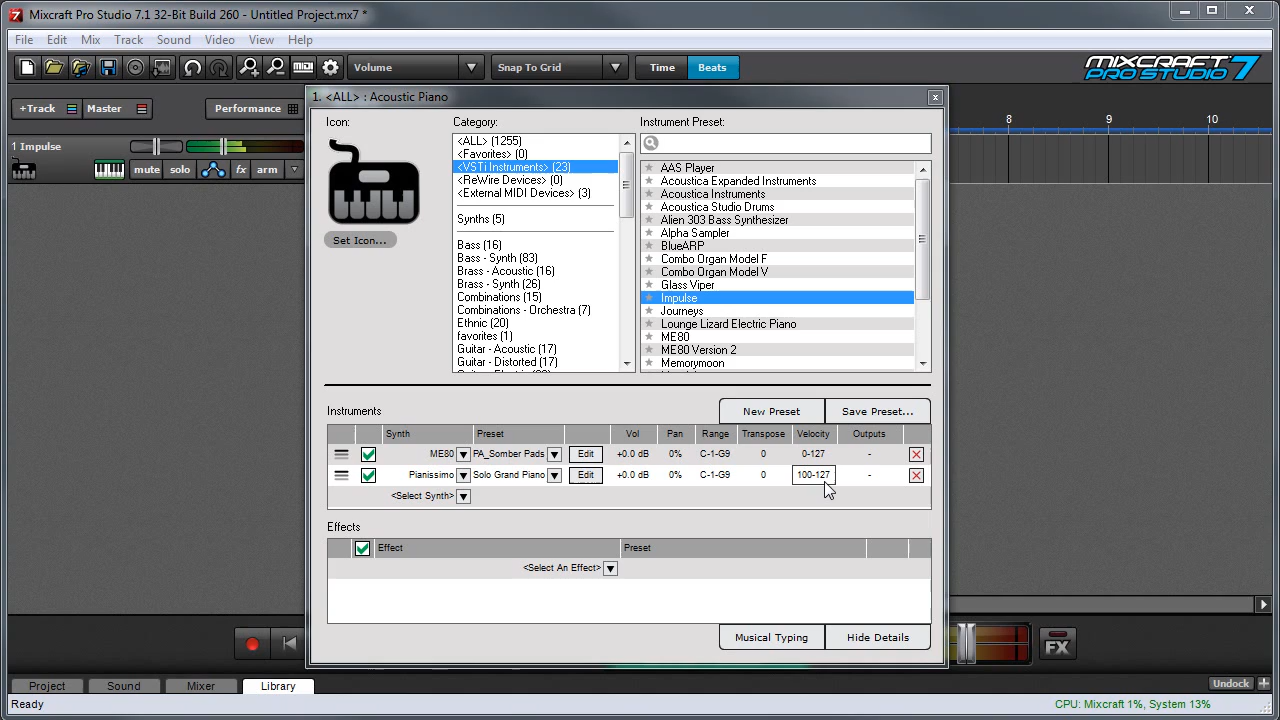 Mixcraft Pro Studio 7.1 32-Bit Build 260 - Untitled Project.mx7 *
File Edit Mix Track Sound Video View Help
Volume Snap To Grid Time Beats MIXCRAFT PRO STUDIO 7
+Track Master Performance
1. <ALL> : Acoustic Piano
8 9 10
1 Impulse
mute solo fx arm
Icon:
Set Icon...
Category:
<ALL> (1255)
<Favorites> (0)
<VSTi Instruments> (23)
<ReWire Devices> (0)
<External MIDI Devices> (3)
Synths (5)
Bass (16)
Bass - Synth (83)
Brass - Acoustic (16)
Brass - Synth (26)
Combinations (15)
Combinations - Orchestra (7)
Ethnic (20)
favorites (1)
Guitar - Acoustic (17)
Guitar - Distorted (17)
Instrument Preset:
AAS Player
Acoustica Expanded Instruments
Acoustica Instruments
Acoustica Studio Drums
Alien 303 Bass Synthesizer
Alpha Sampler
BlueARP
Combo Organ Model F
Combo Organ Model V
Glass Viper
Impulse
Journeys
Lounge Lizard Electric Piano
ME80
ME80 Version 2
Memorymoon
Instruments New Preset Save Preset...
Synth Preset Vol Pan Range Transpose Velocity Outputs
ME80 PA_Somber Pads Edit +0.0 dB 0% C-1-G9 0 0-127 -
Pianissimo Solo Grand Piano Edit +0.0 dB 0% C-1-G9 0 100-127 -
<Select Synth>
Effects
Effect Preset
<Select An Effect>
Musical Typing Hide Details
FX
Project Sound Mixer Library Undock
Ready CPU: Mixcraft 1%, System 13%